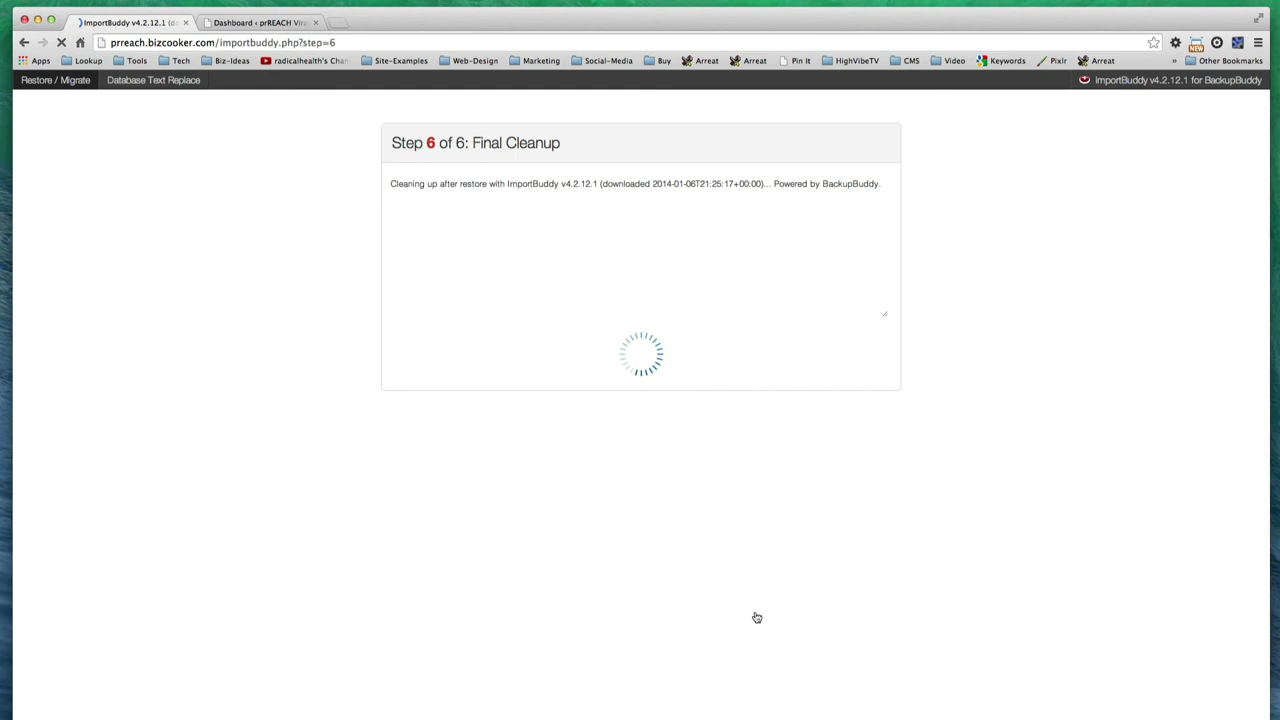 ImportBuddy v4.2.12.1 (d
Dashboard ‹ prREACH Vira
prreach.bizcooker.com/importbuddy.php?step=6
NEW
Apps Lookup Tools Tech Biz-Ideas radicalhealth's Chan Site-Examples Web-Design Marketing Social-Media Buy Arreat Arreat Pin It HighVibeTV CMS Video Keywords Pixlr Arreat » Other Bookmarks
Restore / Migrate Database Text Replace ImportBuddy v4.2.12.1 for BackupBuddy
Step 6 of 6: Final Cleanup
Cleaning up after restore with ImportBuddy v4.2.12.1 (downloaded 2014-01-06T21:25:17+00:00)... Powered by BackupBuddy.